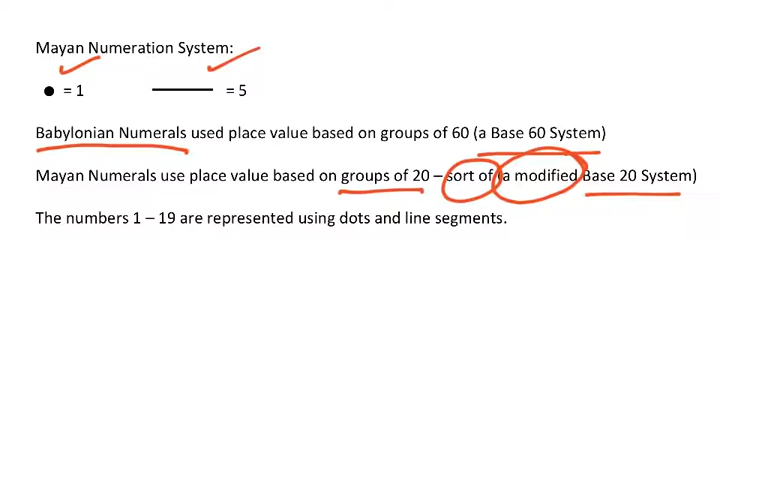 Mayan Numeration System:
● = 1 —— = 5
Babylonian Numerals used place value based on groups of 60 (a Base 60 System)
Mayan Numerals use place value based on groups of 20 – sort of (a modified Base 20 System)
The numbers 1 – 19 are represented using dots and line segments.